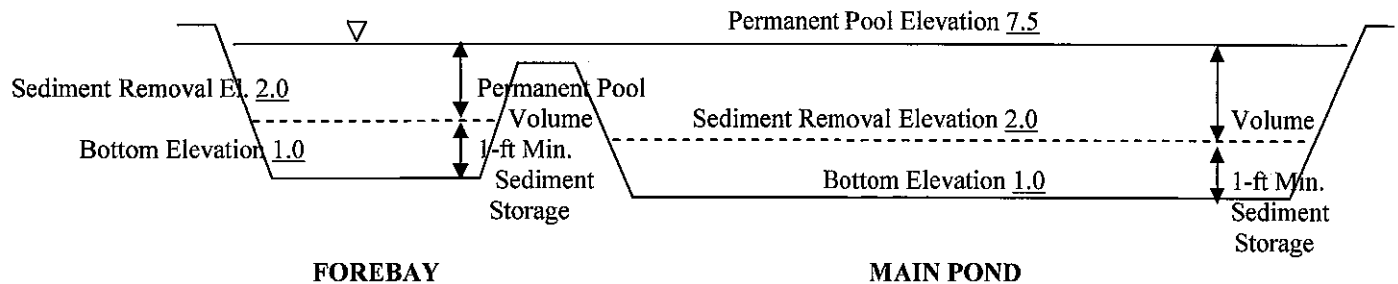 Permanent Pool Elevation 7.5
Sediment Removal El. 2.0
Permanent Pool
Volume
Sediment Removal Elevation 2.0
Volume
Bottom Elevation 1.0
1-ft Min.
Sediment
Storage
Bottom Elevation 1.0
1-ft Min.
Sediment
Storage
FOREBAY
MAIN POND